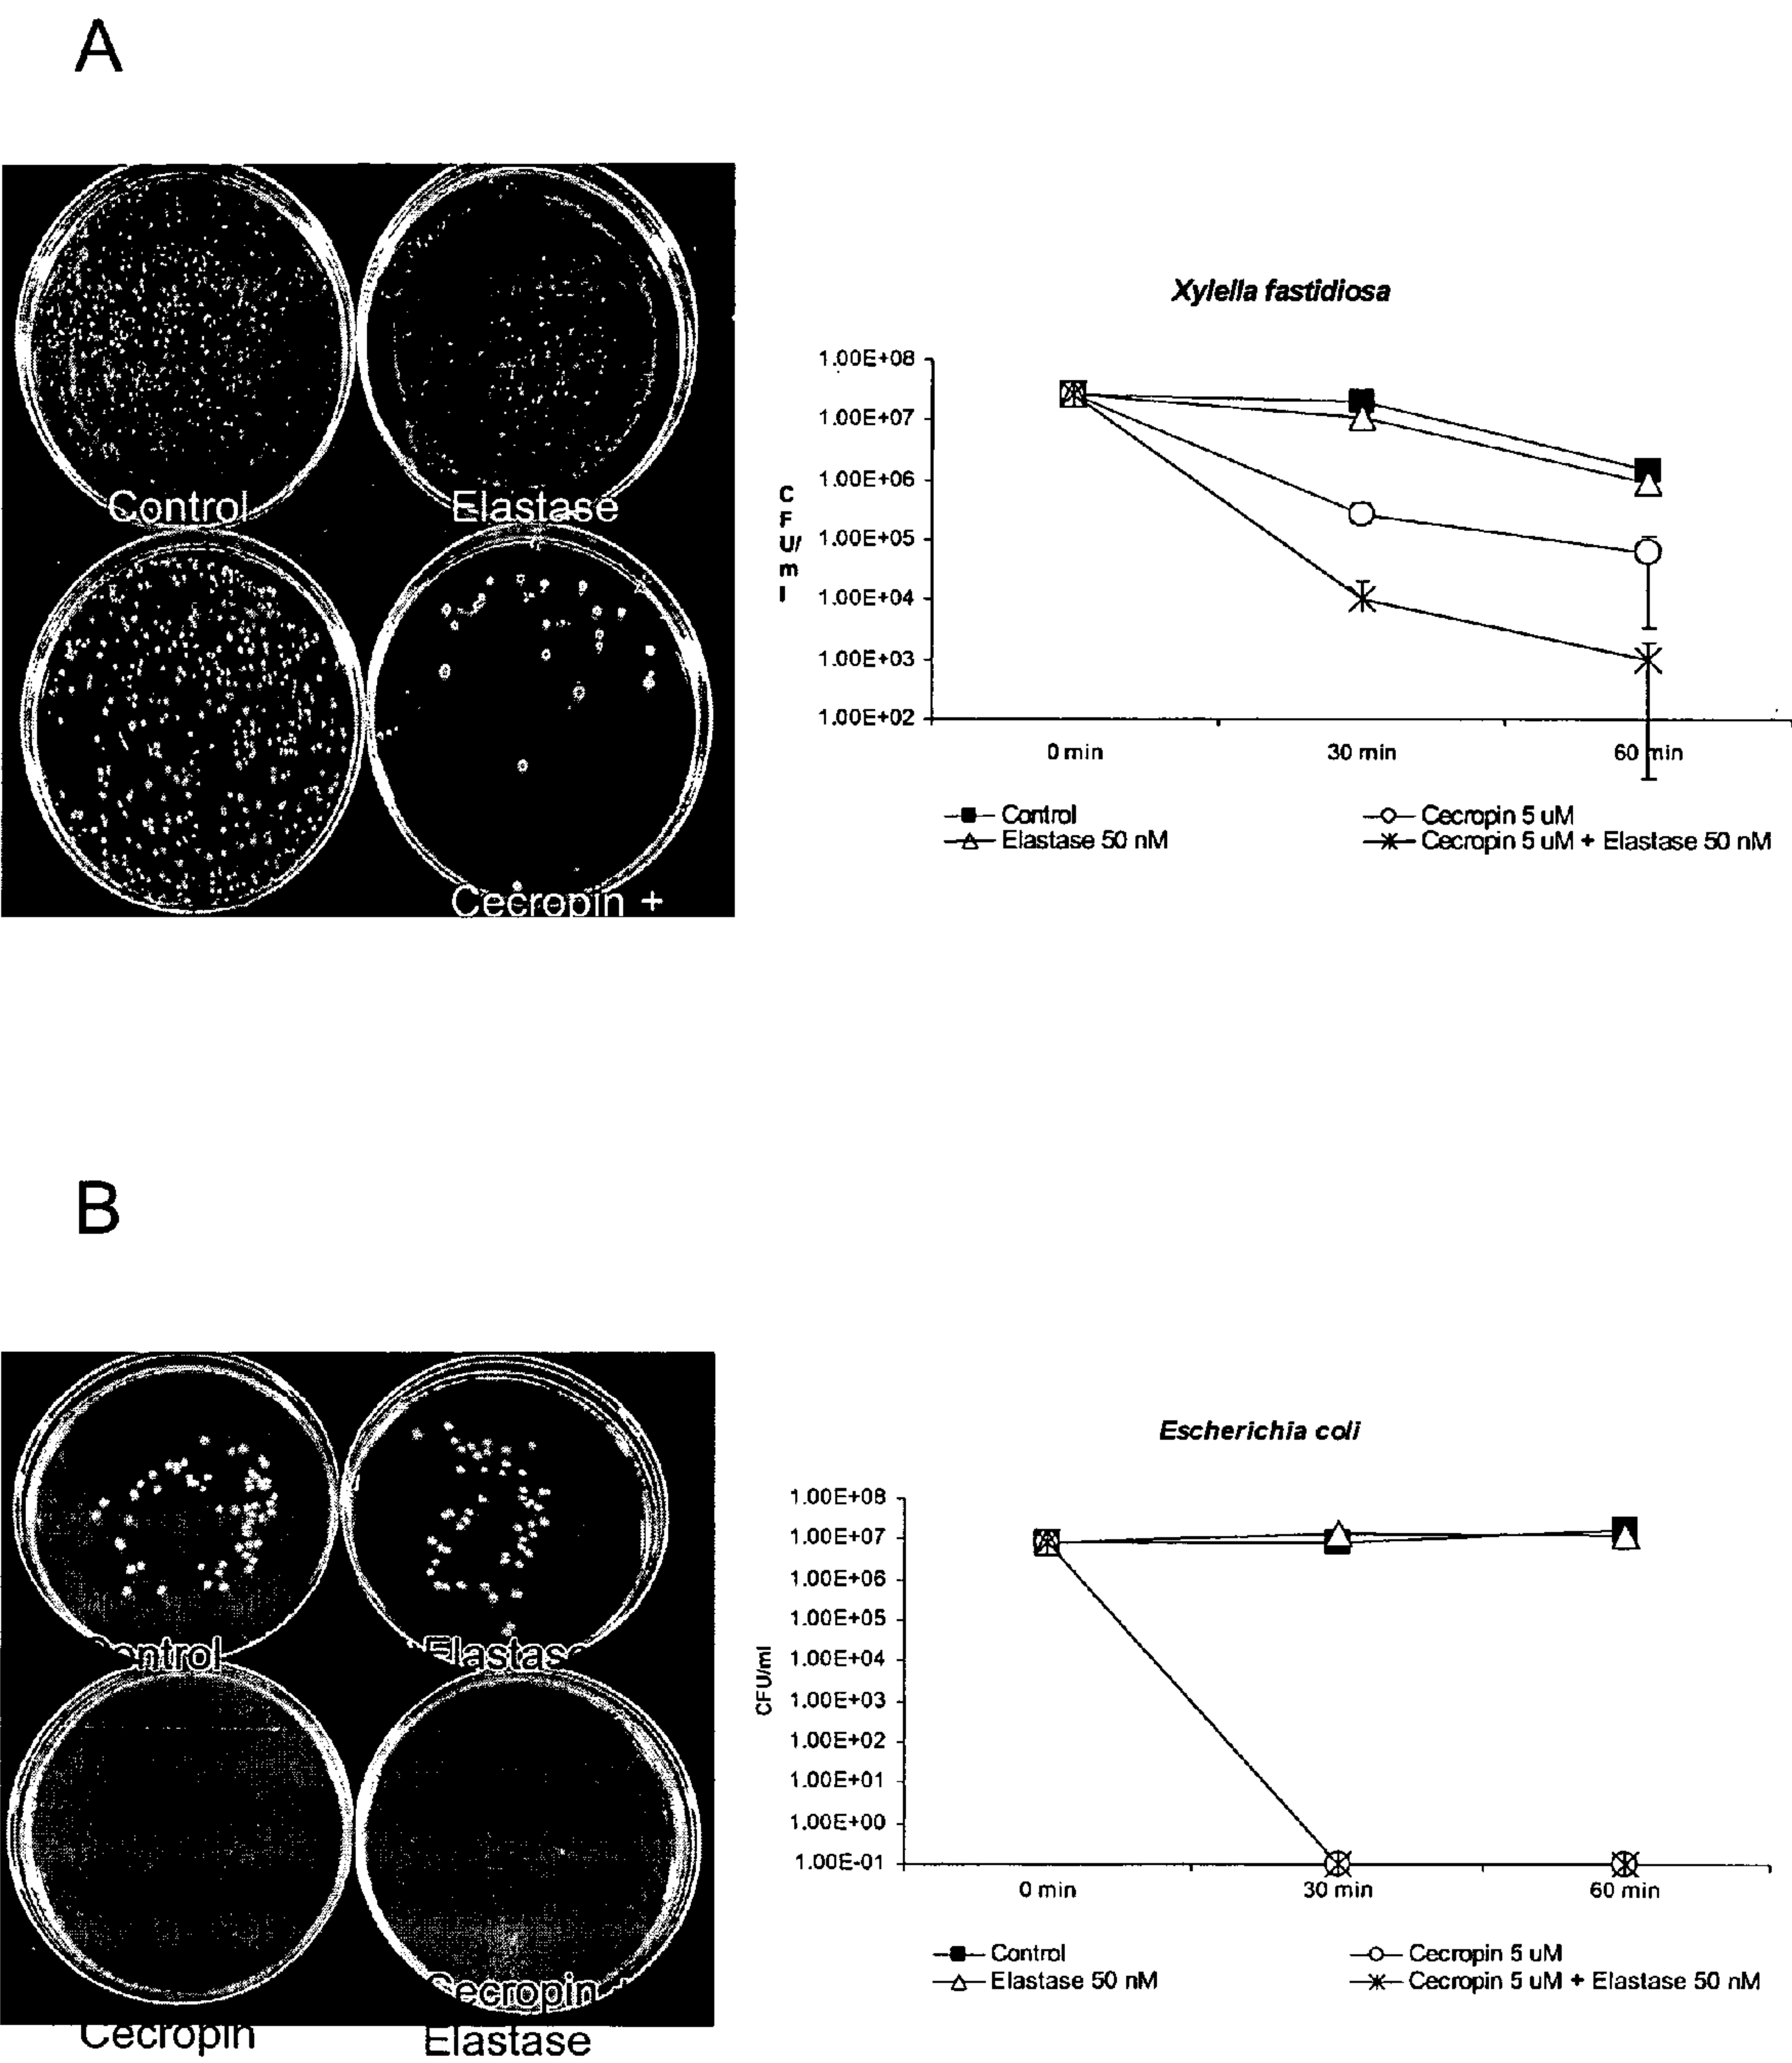 A
Control
Elastase
Cecropin +
Xylella fastidiosa
1.00E+08
1.00E+07
1.00E+06
1.00E+05
1.00E+04
1.00E+03
1.00E+02
C
F
U/
m
l
0 min
30 min
60 min
Control
Cecropin 5 uM
Elastase 50 nM
Cecropin 5 uM + Elastase 50 nM
B
ontrol
Elastase
Cecropin
ecropin +
Elastase
Escherichia coli
1.00E+08
1.00E+07
1.00E+06
1.00E+05
1.00E+04
1.00E+03
1.00E+02
1.00E+01
1.00E+00
1.00E-01
CFU/ml
0 min
30 min
60 min
Control
Cecropin 5 uM
Elastase 50 nM
Cecropin 5 uM + Elastase 50 nM